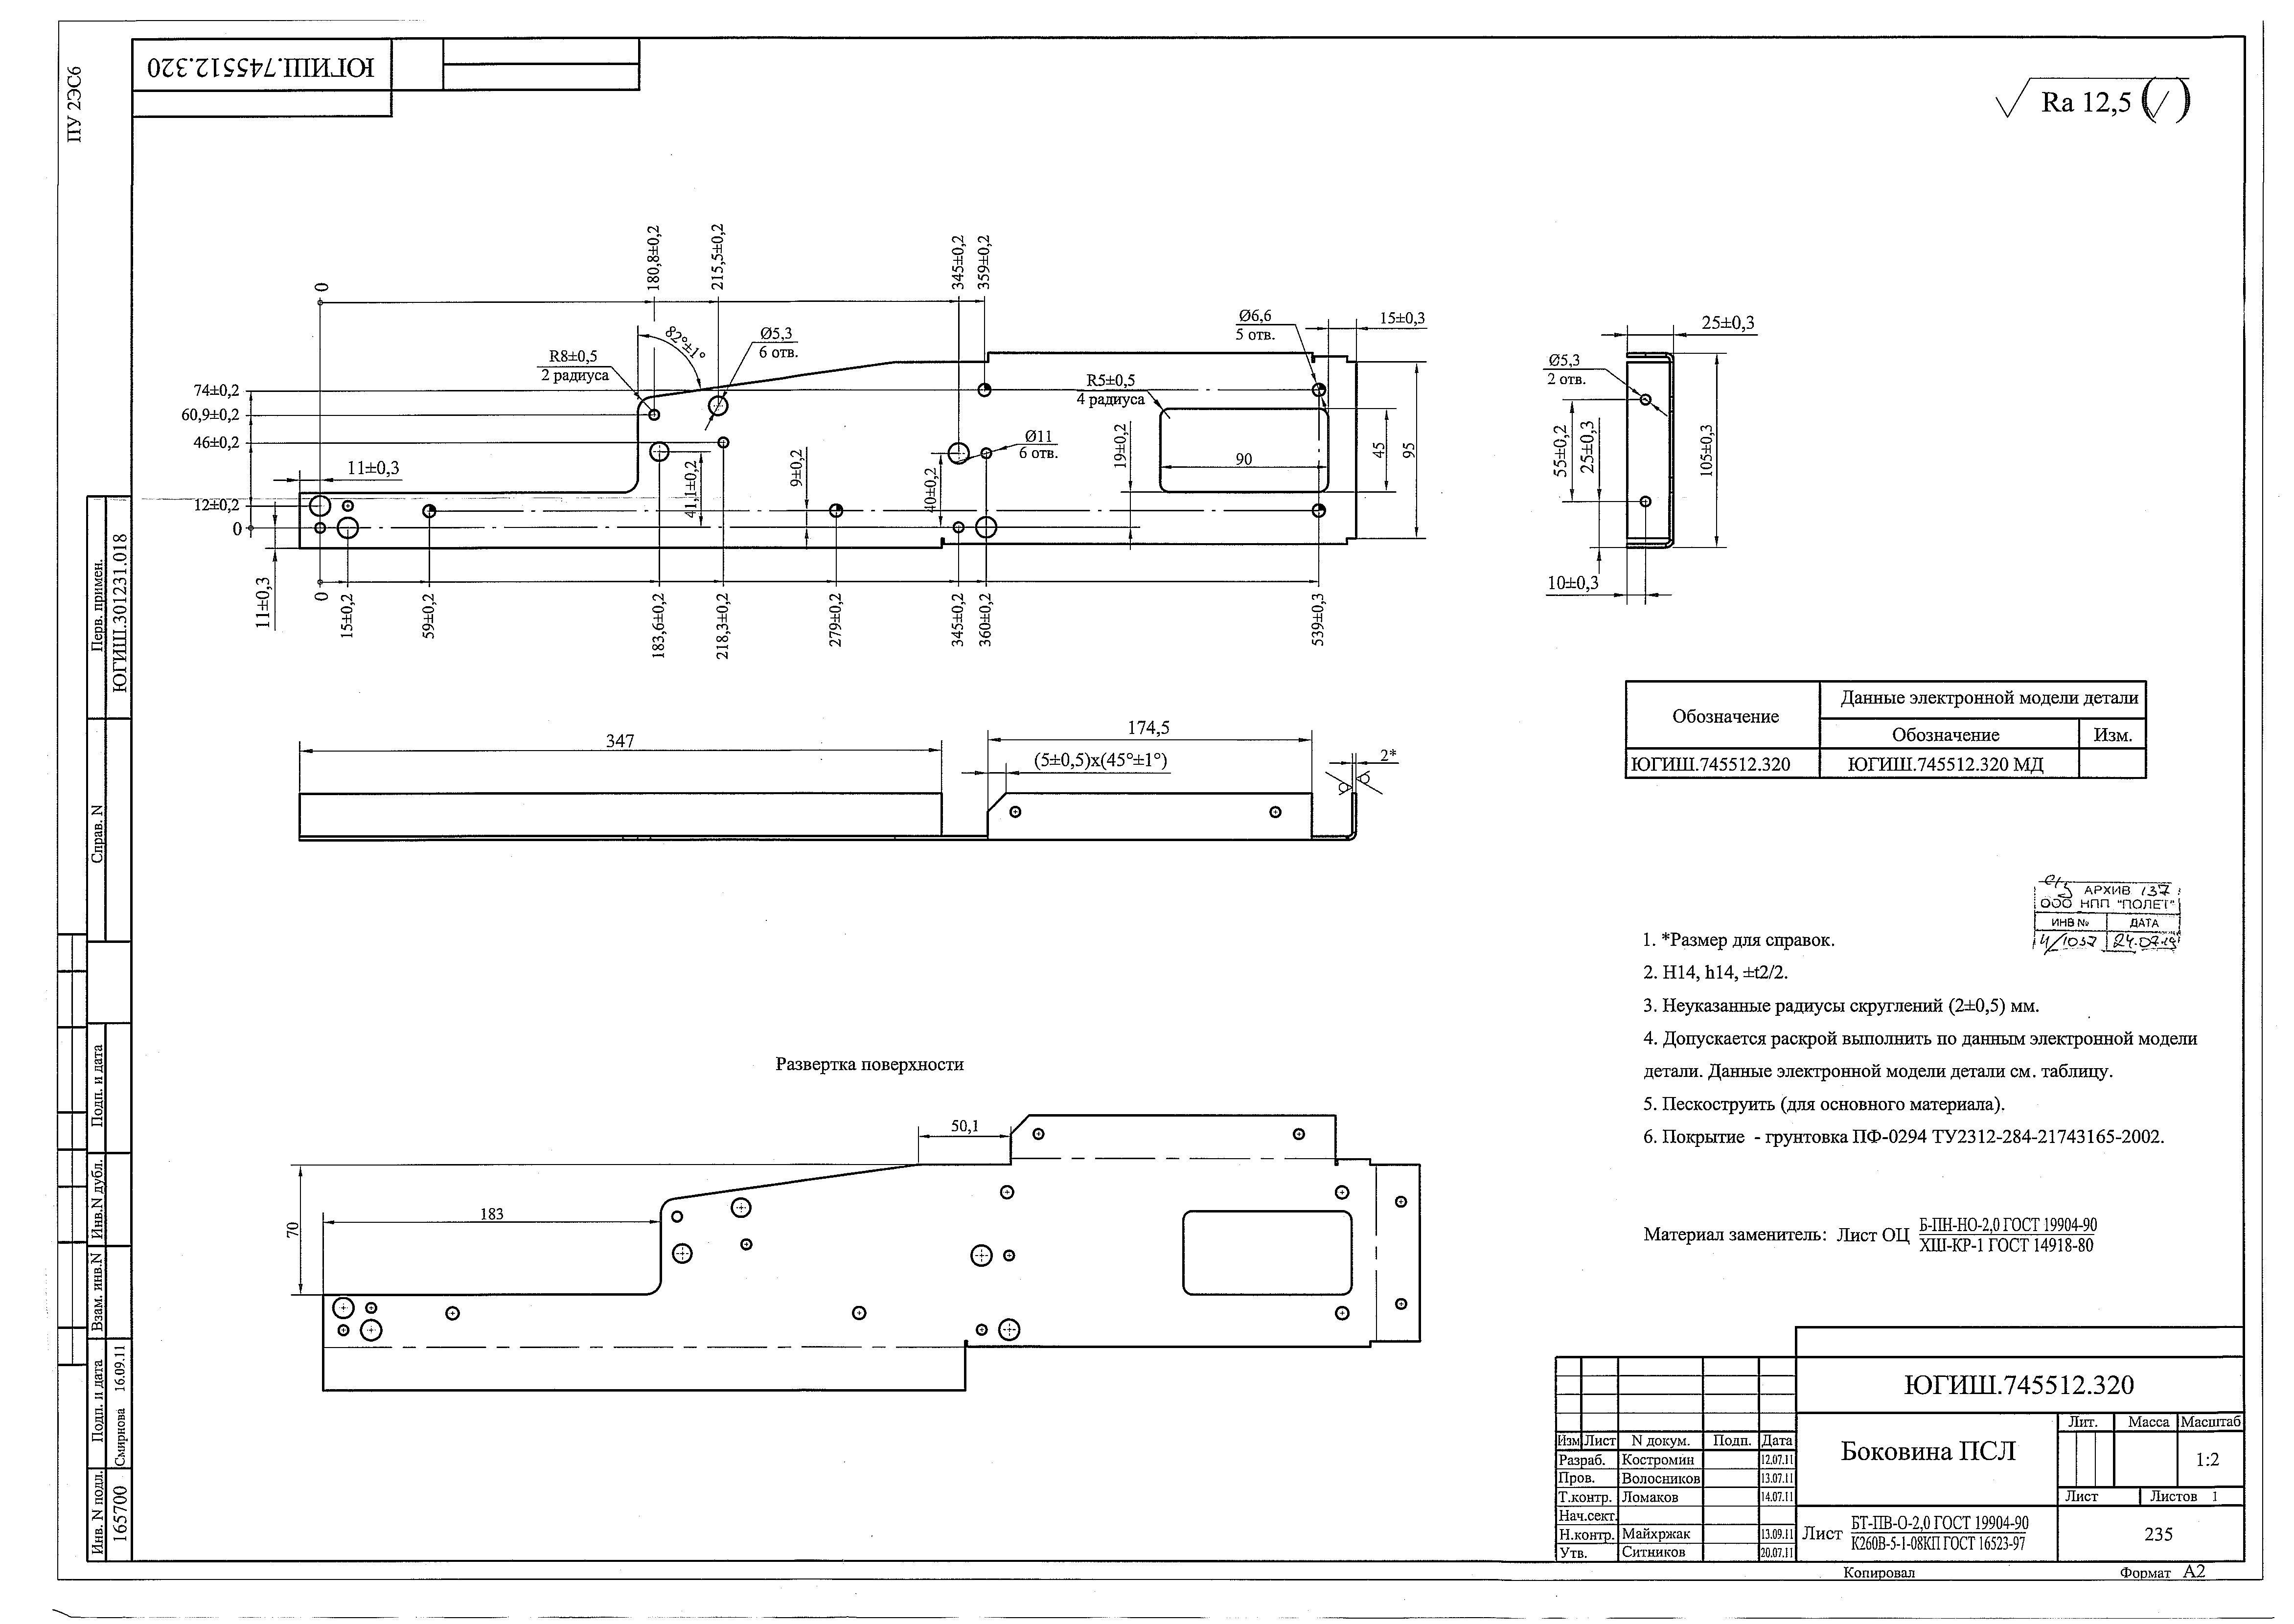 ПУ 2ЭС6
ЮГИШ.745512.320
Ra 12,5
Перв. примен.
ЮГИШ.301231.018
Справ. N
Подп. и дата
Инв.N дубл.
Взам. инв.N
Подп. и дата
Смирнова 16.09.11
Инв. N подл.
165700
0
180,8±0,2
215,5±0,2
345±0,2
359±0,2
82°±1°
R8±0,5
2 радиуса
Ø5,3
6 отв.
Ø6,6
5 отв.
15±0,3
R5±0,5
4 радиуса
74±0,2
60,9±0,2
46±0,2
12±0,2
0
11±0,3
11±0,3
41,1±0,2
9±0,2
40±0,2
Ø11
6 отв.
19±0,2
90
45
95
0
15±0,2
59±0,2
183,6±0,2
218,3±0,2
279±0,2
345±0,2
360±0,2
539±0,3
25±0,3
Ø5,3
2 отв.
55±0,2
25±0,3
105±0,3
10±0,3
347
174,5
(5±0,5)x(45°±1°)
2*
Обозначение
Данные электронной модели детали
Обозначение
Изм.
ЮГИШ.745512.320
ЮГИШ.745512.320 МД
АРХИВ 137
ООО НПП "ПОЛЕТ"
ИНВ №
ДАТА
4/1057
24.07.19
1. *Размер для справок.
2. H14, h14, ±t2/2.
3. Неуказанные радиусы скруглений (2±0,5) мм.
4. Допускается раскрой выполнить по данным электронной модели
детали. Данные электронной модели детали см. таблицу.
5. Пескоструить (для основного материала).
6. Покрытие - грунтовка ПФ-0294 ТУ2312-284-21743165-2002.
Материал заменитель: Лист ОЦ Б-ПН-НО-2,0 ГОСТ 19904-90
ХШ-КР-1 ГОСТ 14918-80
Развертка поверхности
50,1
70
183
ЮГИШ.745512.320
Изм Лист N докум. Подп. Дата
Разраб. Костромин 12.07.11
Пров. Волосников 13.07.11
Т.контр. Ломаков 14.07.11
Нач.сект.
Н.контр. Майхржак 13.09.11
Утв. Ситников 20.07.11
Боковина ПСЛ
Лит. Масса Масштаб
1:2
Лист Листов 1
Лист БТ-ПВ-О-2,0 ГОСТ 19904-90
К260В-5-1-08КП ГОСТ 16523-97
235
Копировал
Формат А2